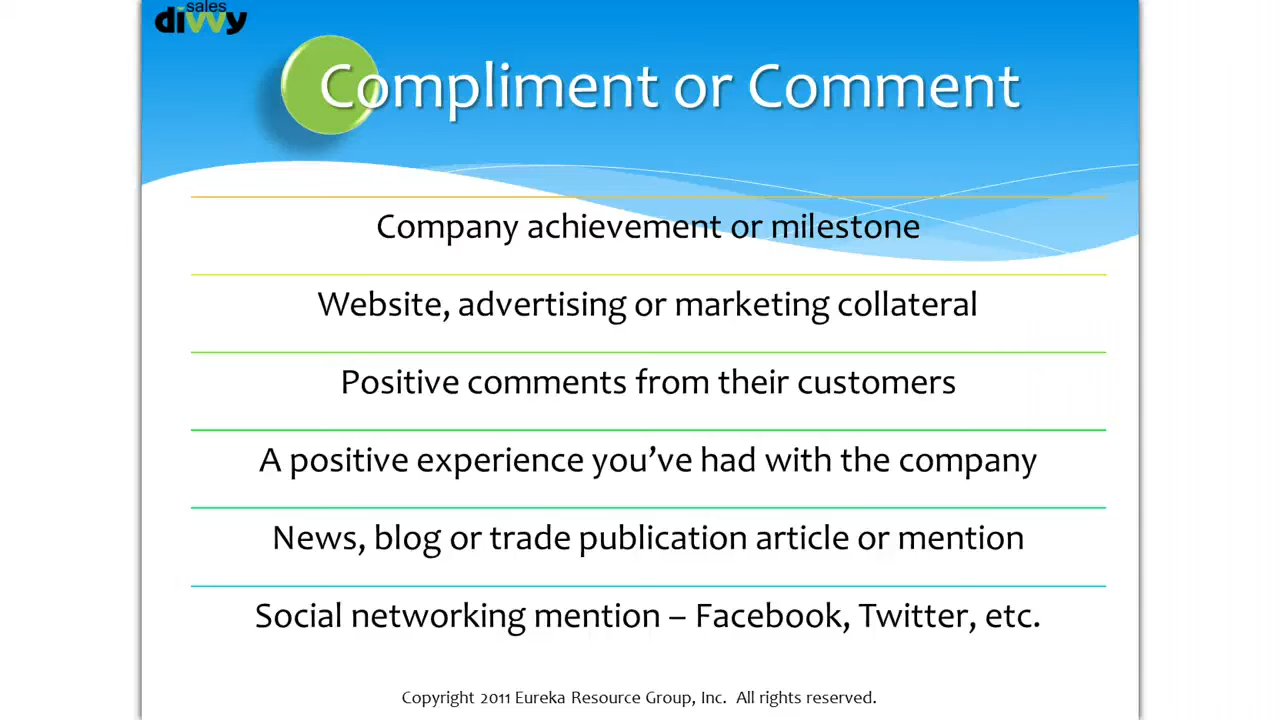 sales
divvy
Compliment or Comment
Company achievement or milestone
Website, advertising or marketing collateral
Positive comments from their customers
A positive experience you’ve had with the company
News, blog or trade publication article or mention
Social networking mention – Facebook, Twitter, etc.
Copyright 2011 Eureka Resource Group, Inc. All rights reserved.